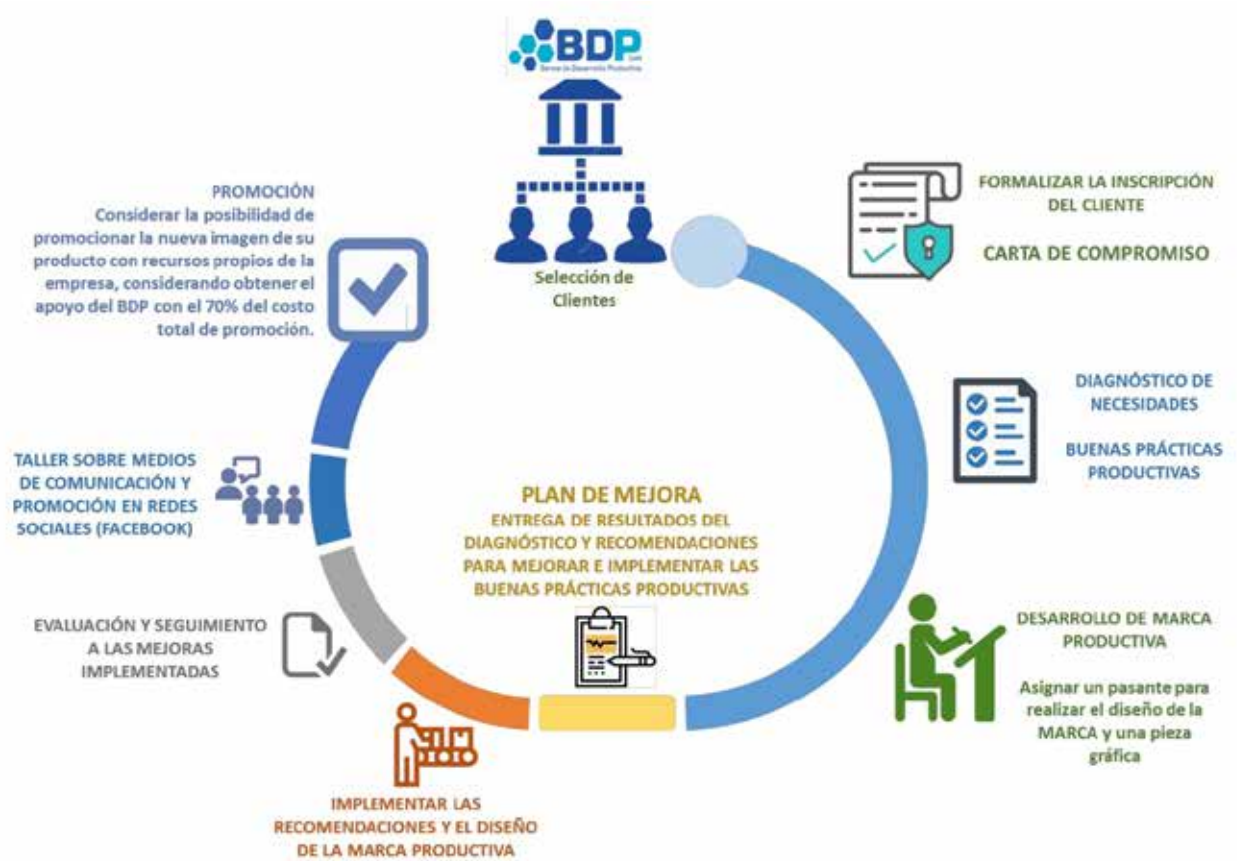 BDP
Selección de
Clientes
FORMALIZAR LA INSCRIPCIÓN
DEL CLIENTE
CARTA DE COMPROMISO
DIAGNÓSTICO DE
NECESIDADES
BUENAS PRÁCTICAS
PRODUCTIVAS
DESARROLLO DE MARCA
PRODUCTIVA
Asignar un pasante para
realizar el diseño de la
MARCA y una pieza
gráfica
PLAN DE MEJORA
ENTREGA DE RESULTADOS DEL
DIAGNÓSTICO Y RECOMENDACIONES
PARA MEJORAR E IMPLEMENTAR LAS
BUENAS PRÁCTICAS PRODUCTIVAS
IMPLEMENTAR LAS
RECOMENDACIONES Y EL DISEÑO
DE LA MARCA PRODUCTIVA
EVALUACIÓN Y SEGUIMIENTO
A LAS MEJORAS
IMPLEMENTADAS
TALLER SOBRE MEDIOS
DE COMUNICACIÓN Y
PROMOCIÓN EN REDES
SOCIALES (FACEBOOK)
PROMOCIÓN
Considerar la posibilidad de
promocionar la nueva imagen de su
producto con recursos propios de la
empresa, considerando obtener el
apoyo del BDP con el 70% del costo
total de promoción.